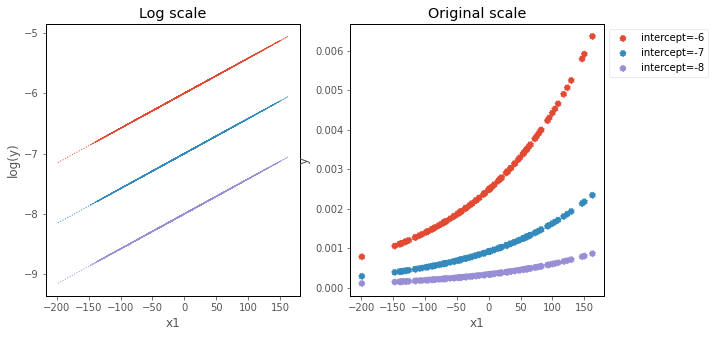 Log scale
−5
−6
−7
−8
−9
log(y)
−200 −150 −100 −50 0 50 100 150
x1
Original scale
0.006
0.005
0.004
0.003
0.002
0.001
0.000
y
−200 −150 −100 −50 0 50 100 150
x1
intercept=-6
intercept=-7
intercept=-8